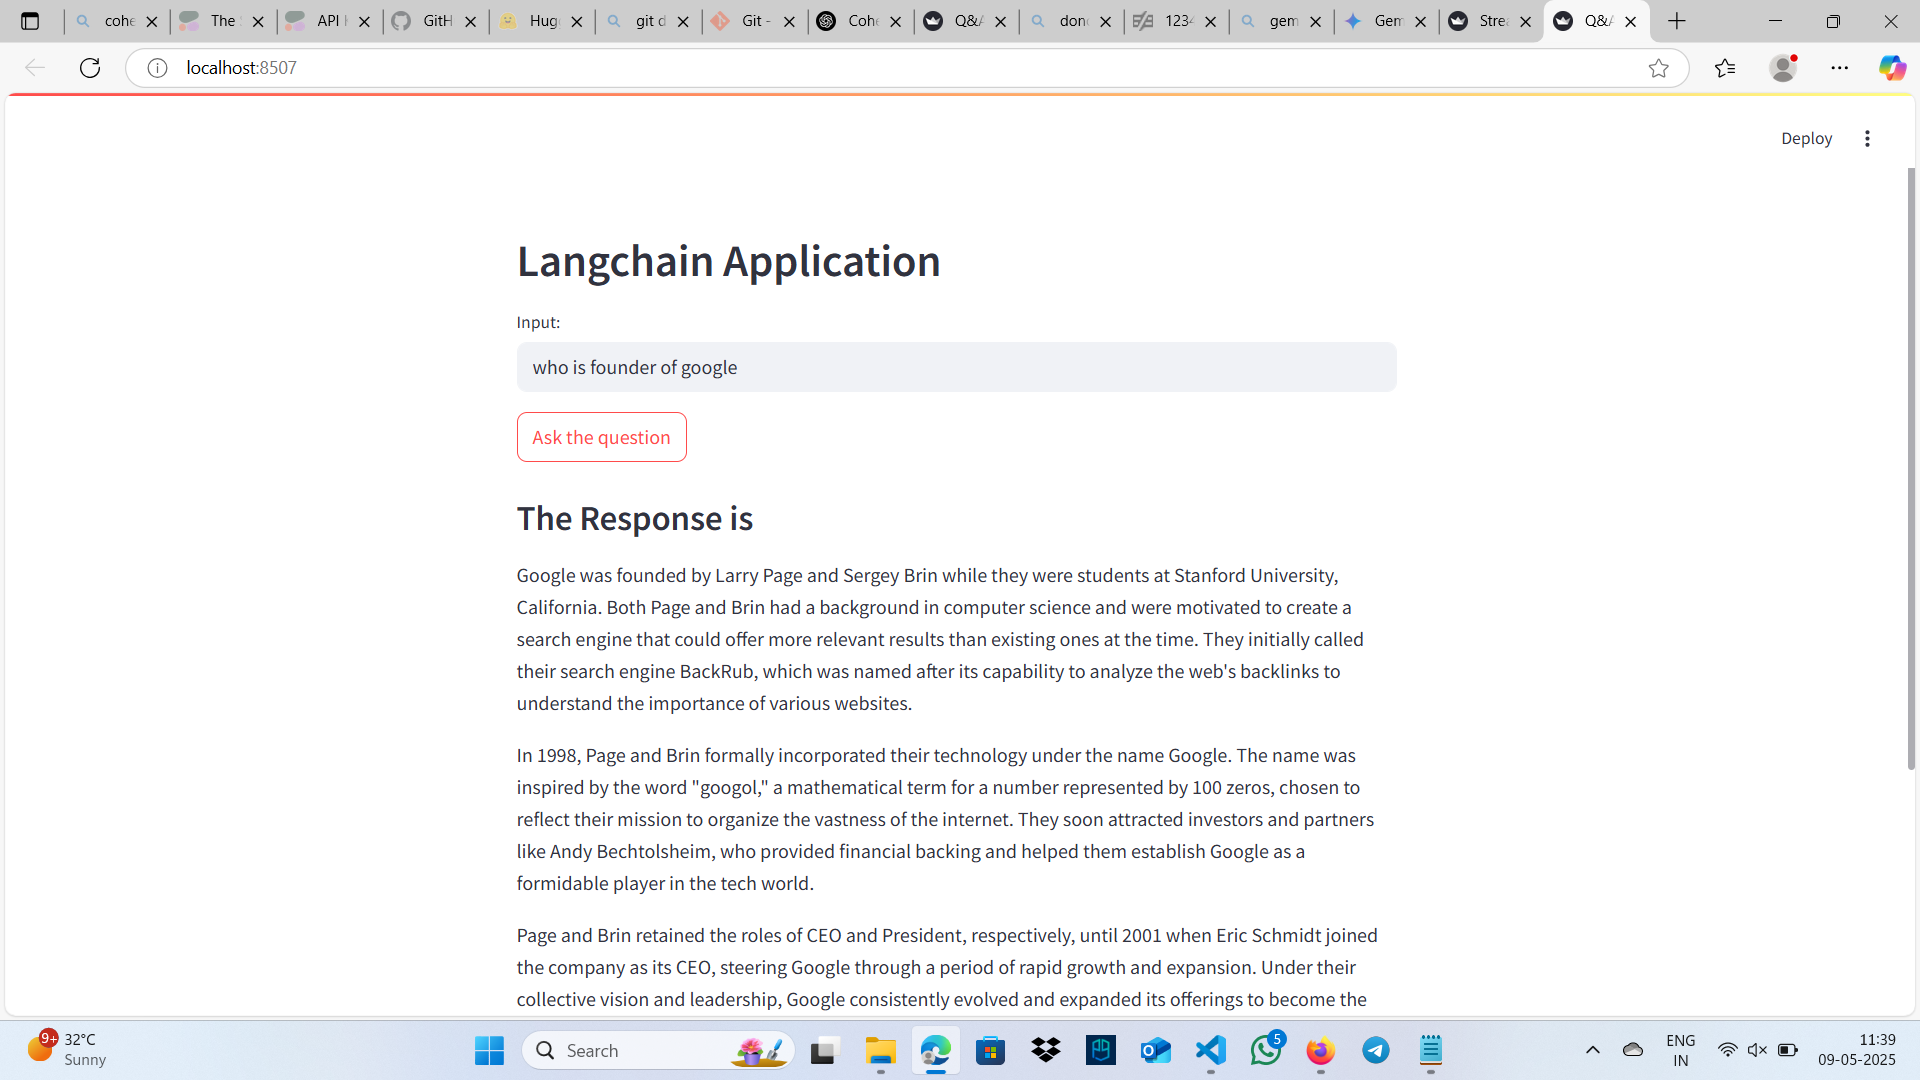 cohe
The S
API K
GitH
Hugg
git d
Git -
Cohe
Q&A
dono
1234
gem
Gem
Strea
Q&A
localhost:8507
Deploy
Langchain Application
Input:
who is founder of google
Ask the question
The Response is
Google was founded by Larry Page and Sergey Brin while they were students at Stanford University,
California. Both Page and Brin had a background in computer science and were motivated to create a
search engine that could offer more relevant results than existing ones at the time. They initially called
their search engine BackRub, which was named after its capability to analyze the web's backlinks to
understand the importance of various websites.
In 1998, Page and Brin formally incorporated their technology under the name Google. The name was
inspired by the word "googol," a mathematical term for a number represented by 100 zeros, chosen to
reflect their mission to organize the vastness of the internet. They soon attracted investors and partners
like Andy Bechtolsheim, who provided financial backing and helped them establish Google as a
formidable player in the tech world.
Page and Brin retained the roles of CEO and President, respectively, until 2001 when Eric Schmidt joined
the company as its CEO, steering Google through a period of rapid growth and expansion. Under their
collective vision and leadership, Google consistently evolved and expanded its offerings to become the
9+
32°C
Sunny
Search
5
ENG
IN
11:39
09-05-2025